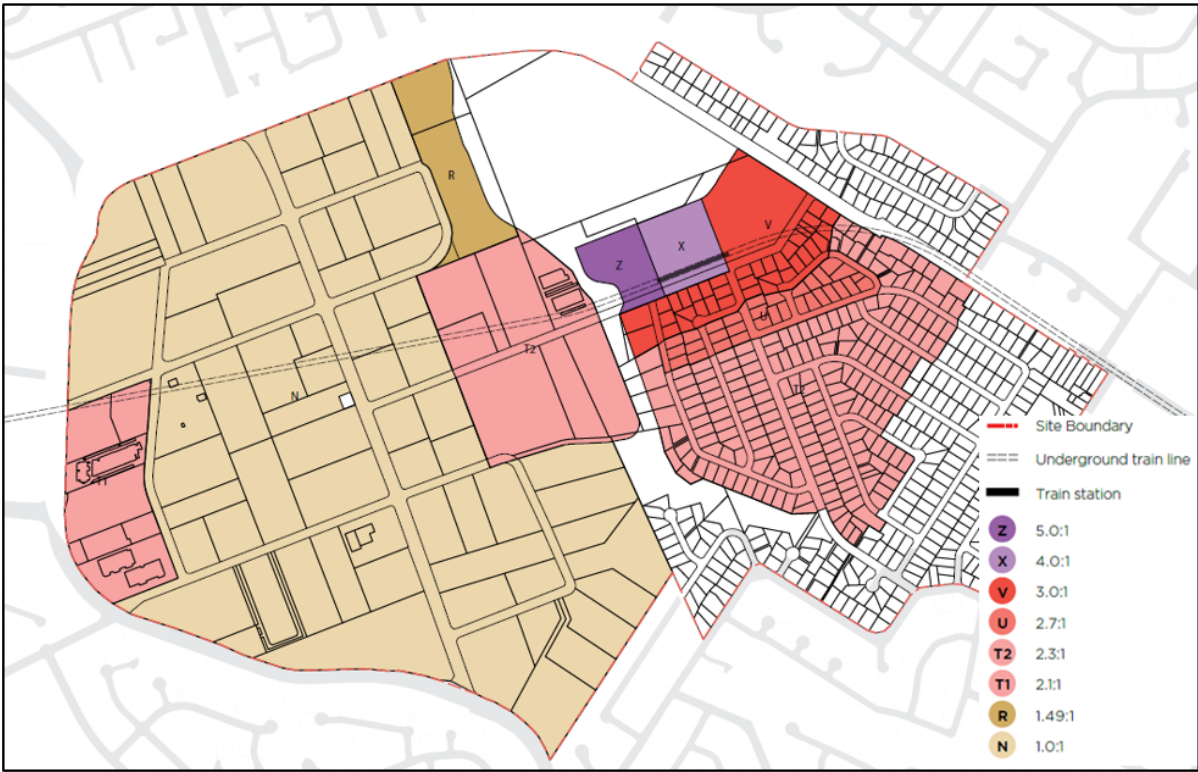 R
V
X
Z
U
T2
T2
N
T1
Site Boundary
Underground train line
Train station
Z 5.0:1
X 4.0:1
V 3.0:1
U 2.7:1
T2 2.3:1
T1 2.1:1
R 1.49:1
N 1.0:1